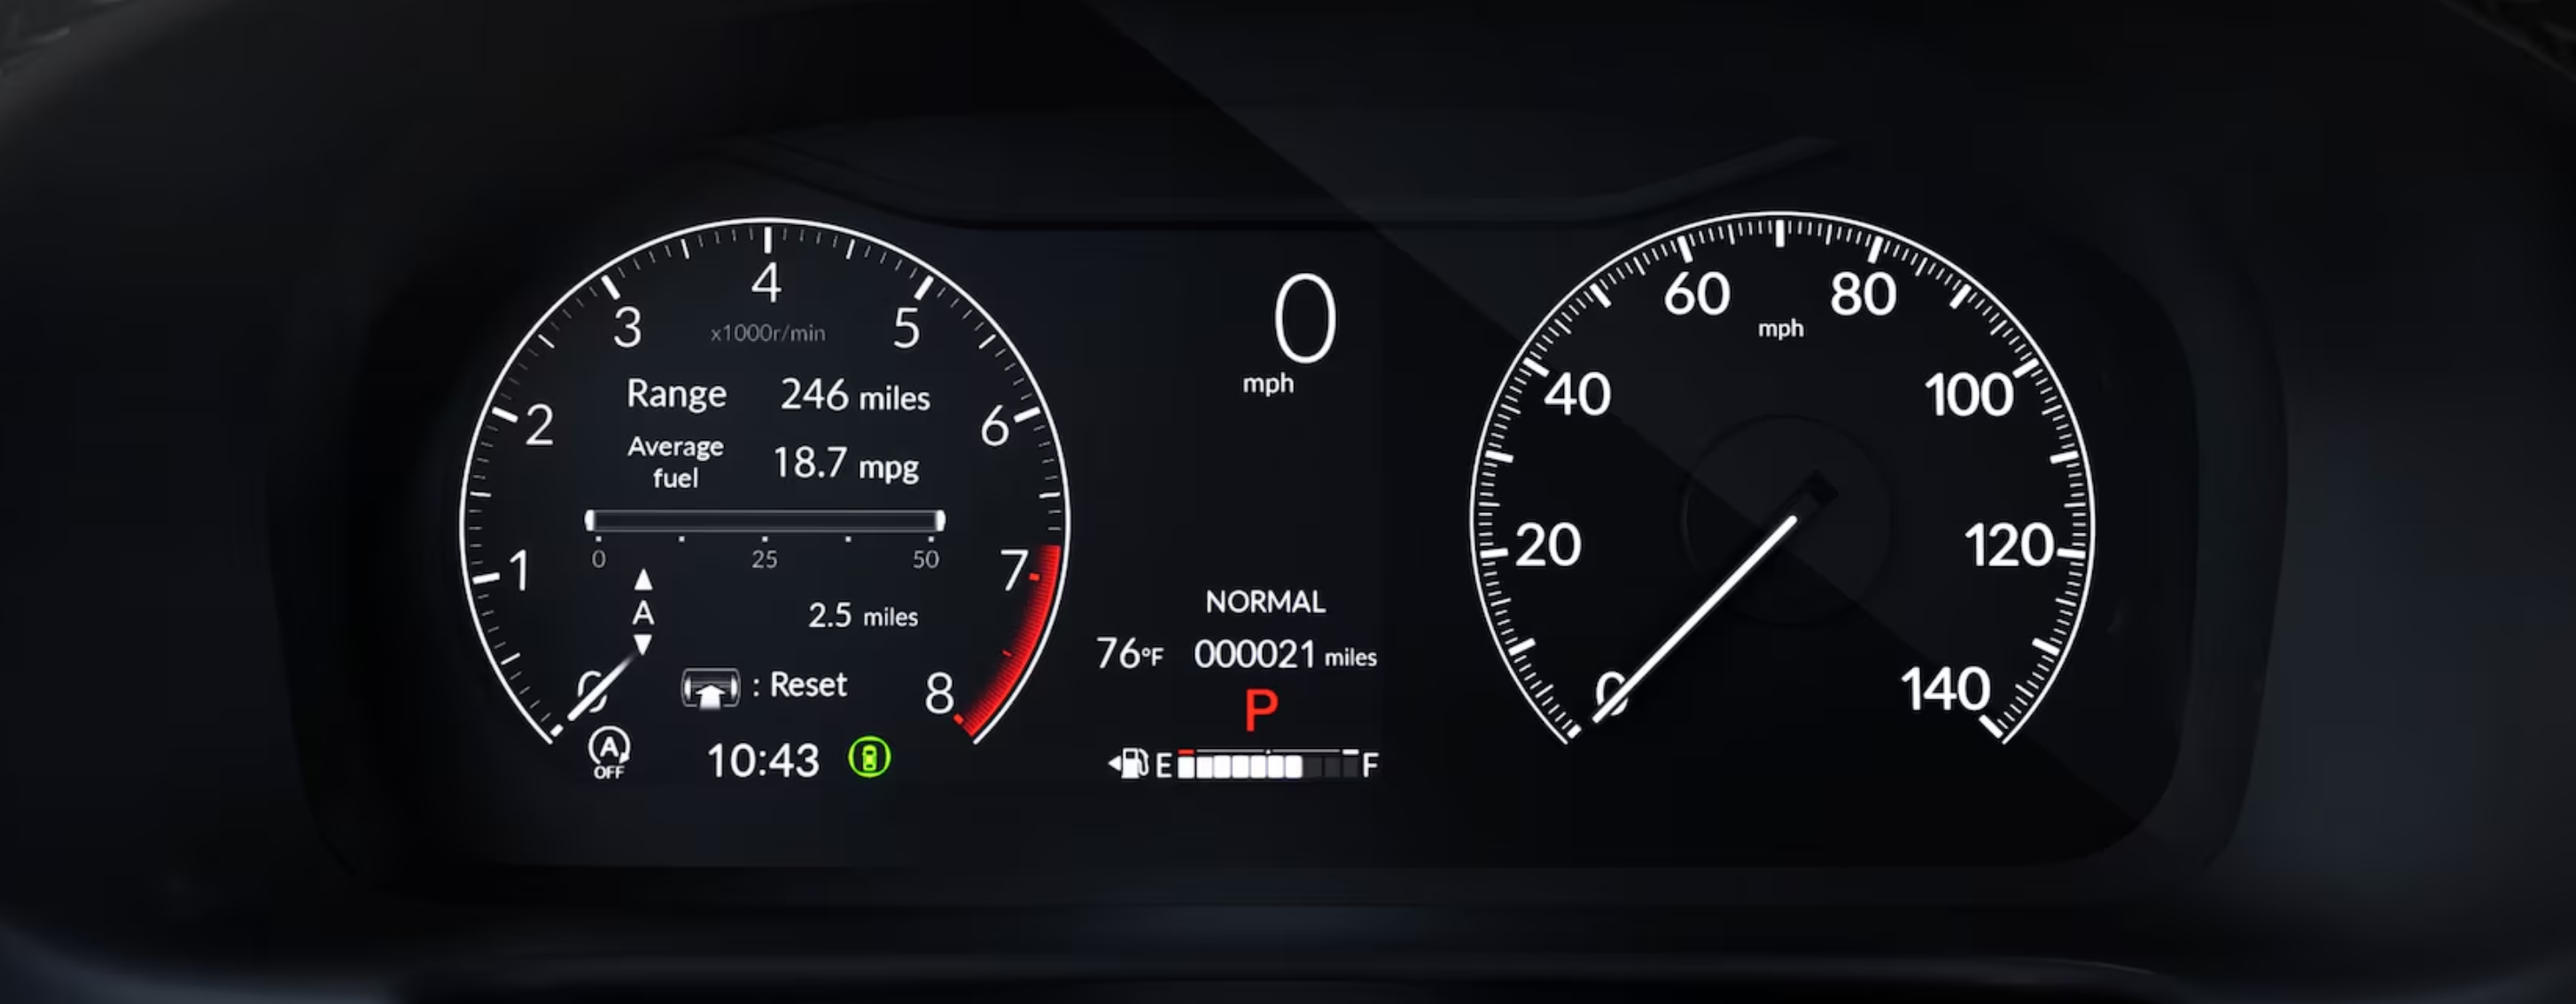 4
3
5
x1000r/min
Range 246 miles
2
6
Average
fuel
18.7 mpg
0 25 50
1
7
A
2.5 miles
0
: Reset
8
A
OFF
10:43
0
mph
NORMAL
76°F 000021 miles
P
E F
60 80
mph
40 100
20 120
0 140